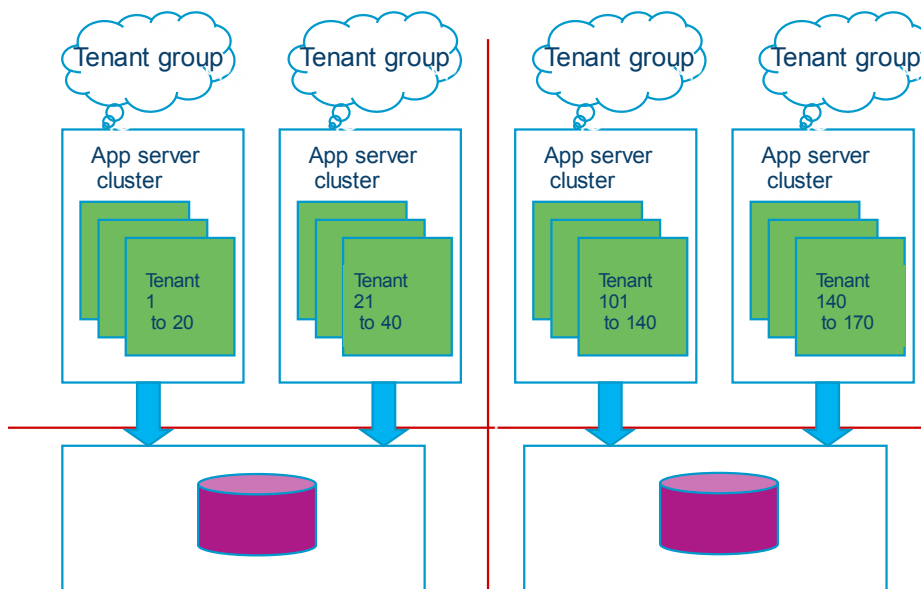 Tenant group
Tenant group
Tenant group
Tenant group
App server
cluster
App server
cluster
App server
cluster
App server
cluster
Tenant
1
to 20
Tenant
21
to 40
Tenant
101
to 140
Tenant
140
to 170